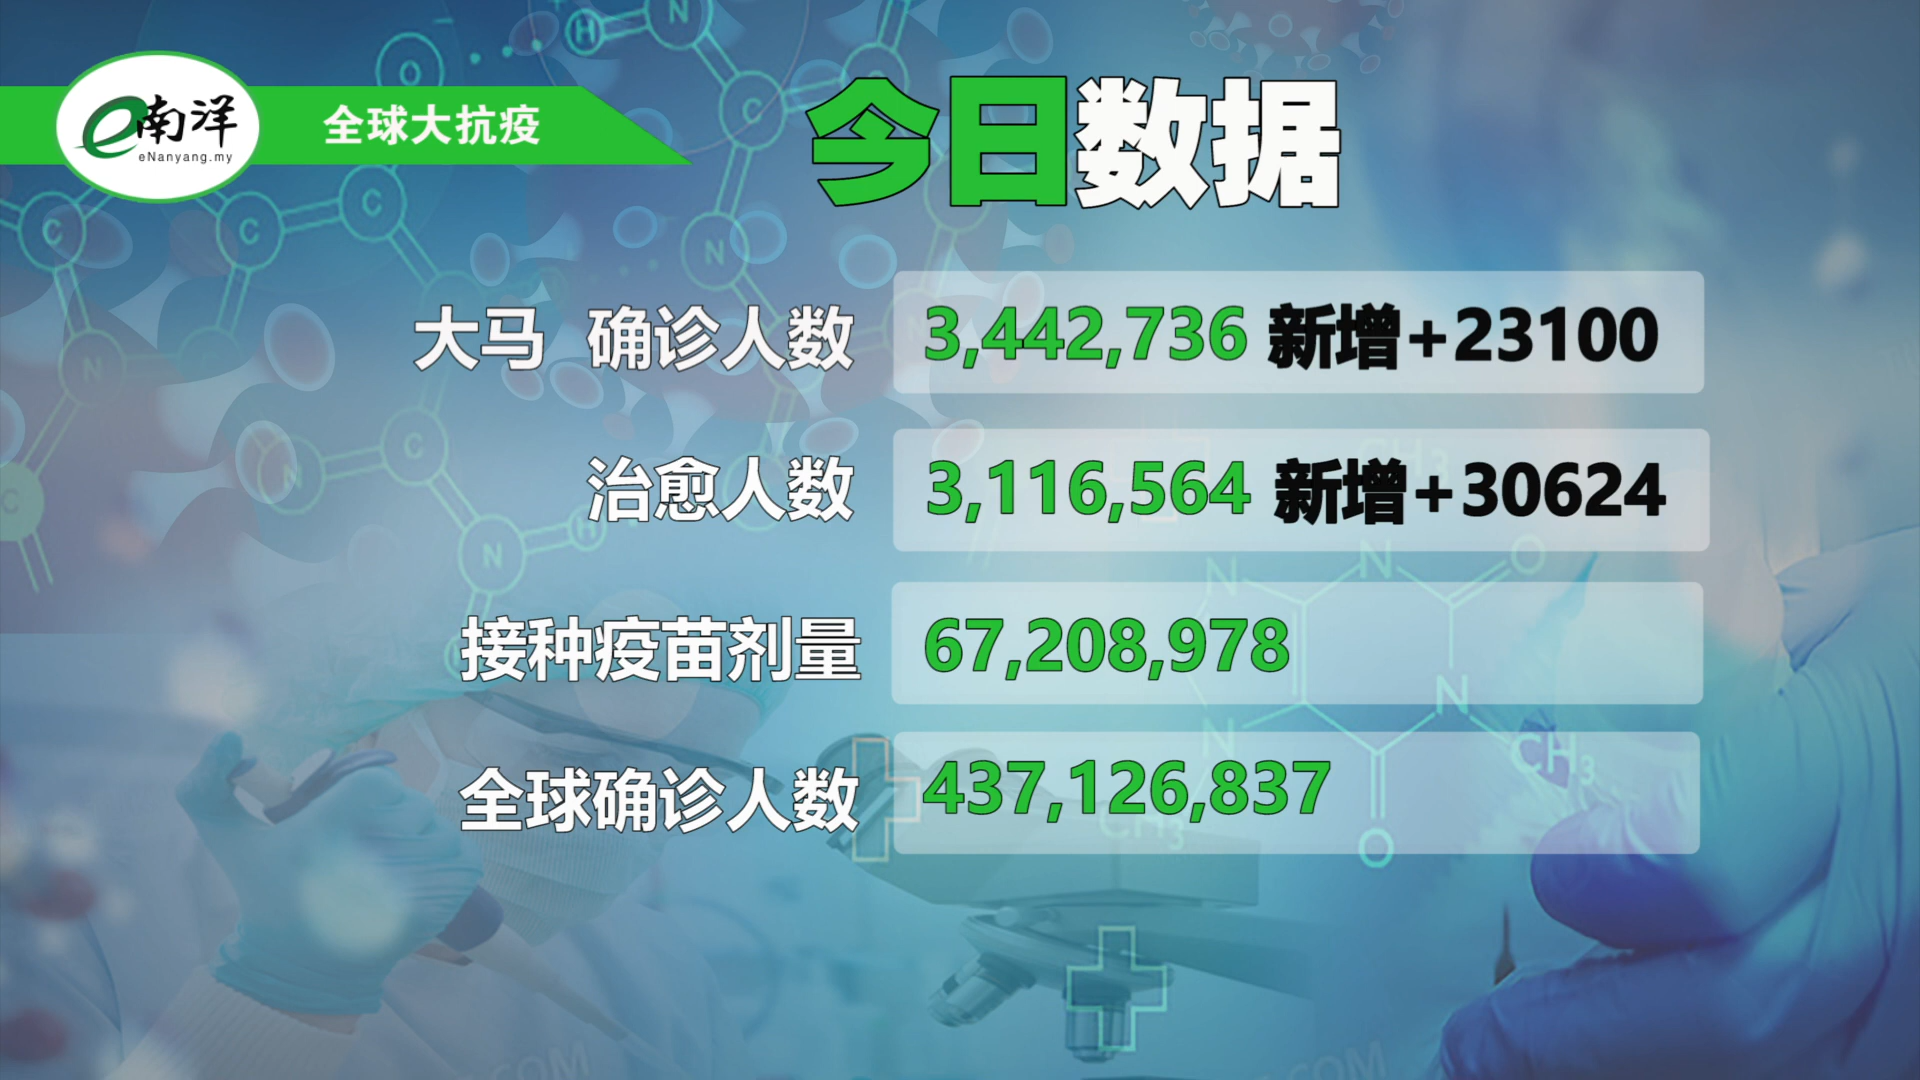 e南洋
eNanyang.my
全球大抗疫
今日数据
大马 确诊人数 3,442,736 新增+23100
治愈人数 3,116,564 新增+30624
接种疫苗剂量 67,208,978
全球确诊人数 437,126,837